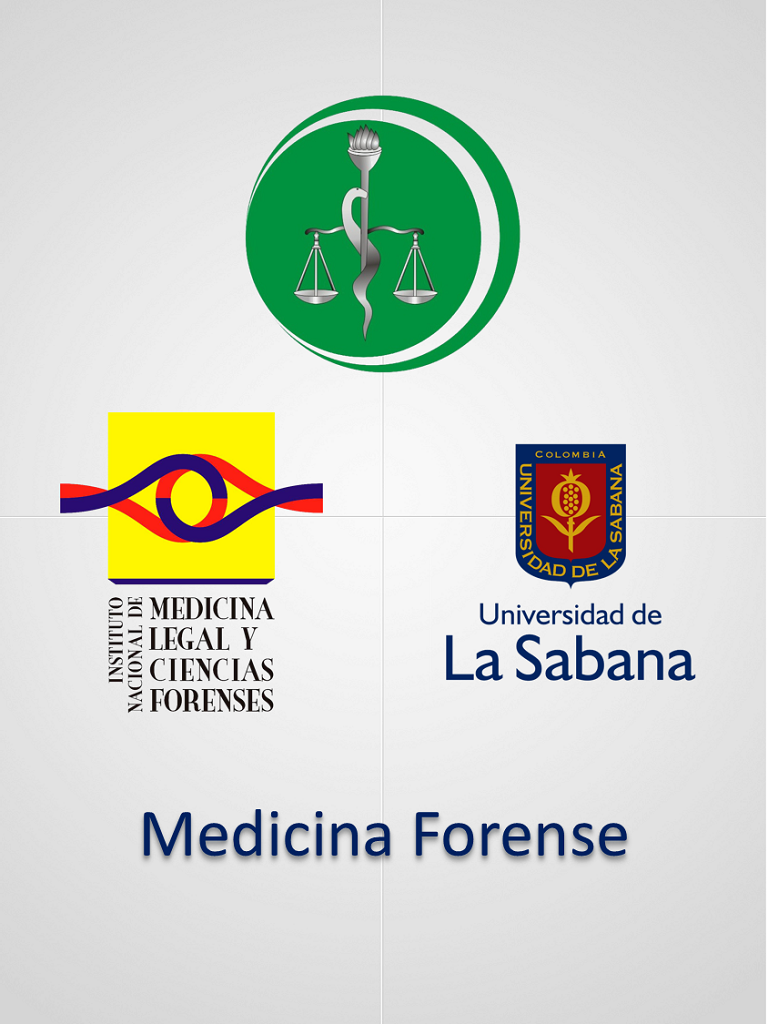 INSTITUTO
NACIONAL DE
MEDICINA
LEGAL Y
CIENCIAS
FORENSES
COLOMBIA
UNIVERSIDAD DE LA SABANA
Universidad de
La Sabana
Medicina Forense